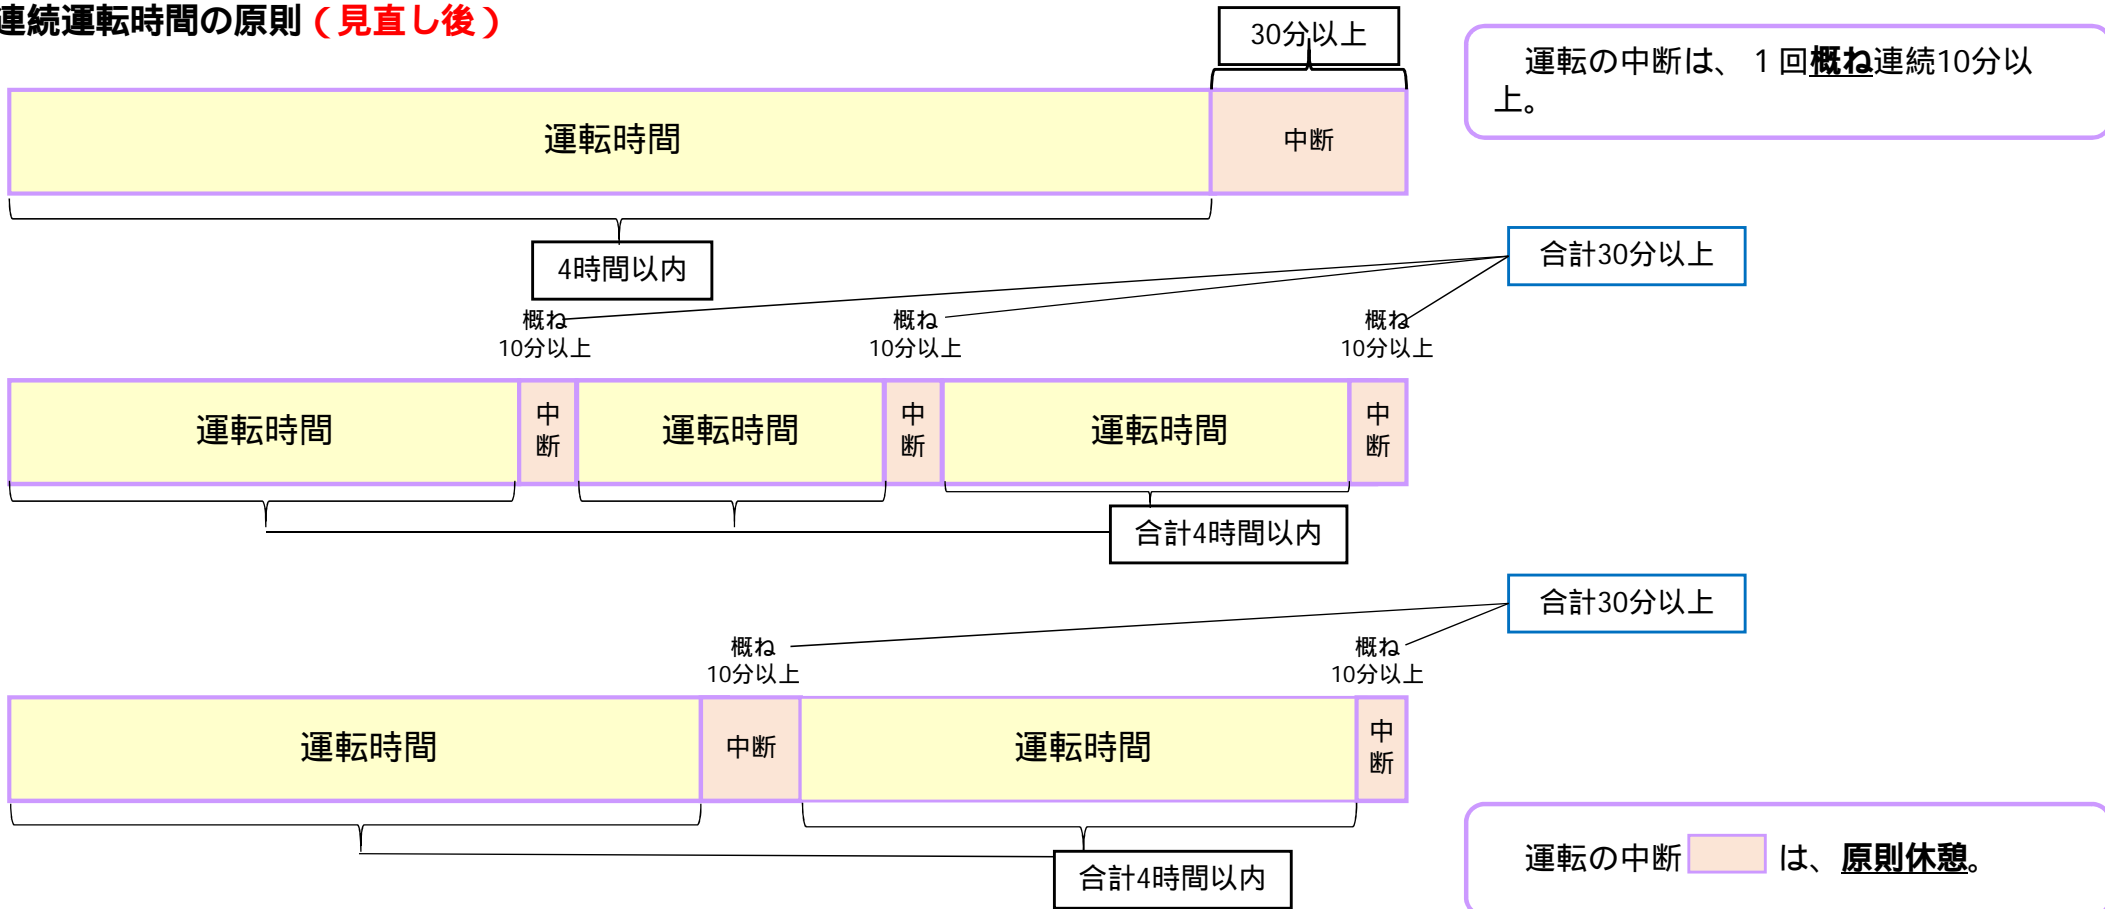 連続運転時間の原則（見直し後）
30分以上
運転の中断は、１回概ね連続10分以
上。
運転時間
中断
4時間以内
合計30分以上
概ね
10分以上
概ね
10分以上
概ね
10分以上
運転時間
中
断
運転時間
中
断
運転時間
中
断
合計4時間以内
合計30分以上
概ね
10分以上
概ね
10分以上
運転時間
中断
運転時間
中
断
合計4時間以内
運転の中断 は、原則休憩。